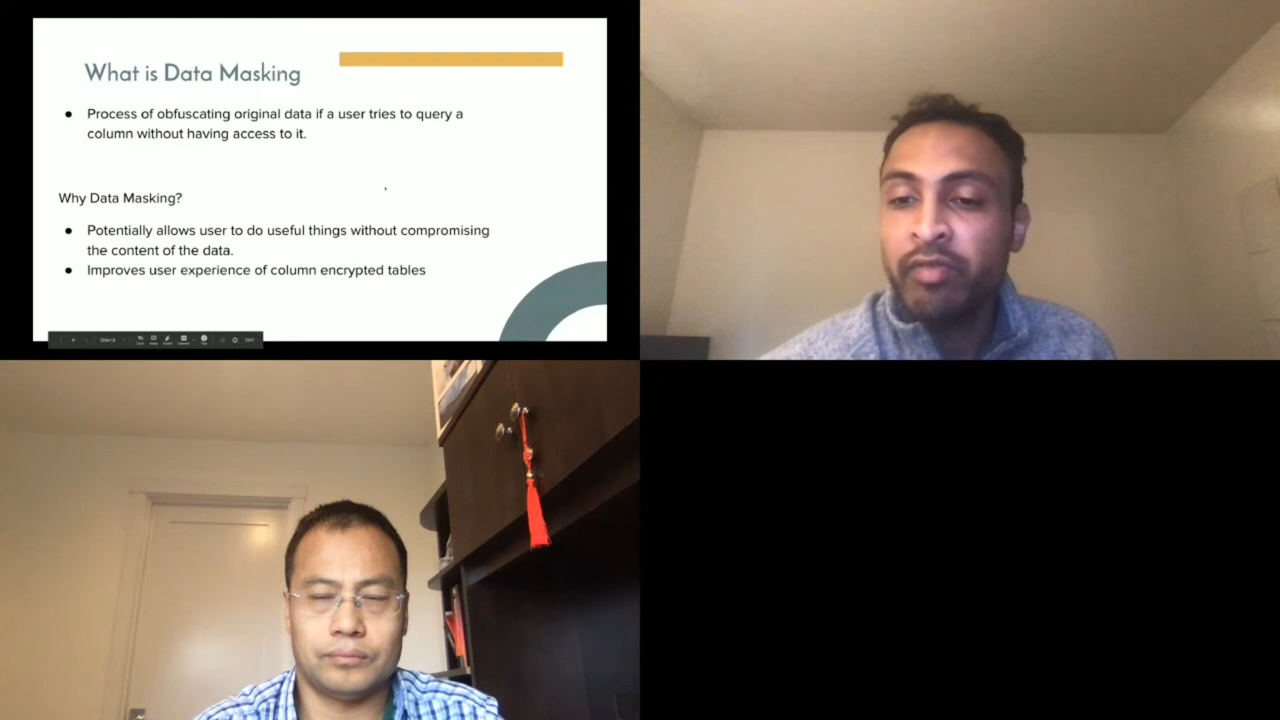 What is Data Masking
● Process of obfuscating original data if a user tries to query a
column without having access to it.
Why Data Masking?
● Potentially allows user to do useful things without compromising
the content of the data.
● Improves user experience of column encrypted tables